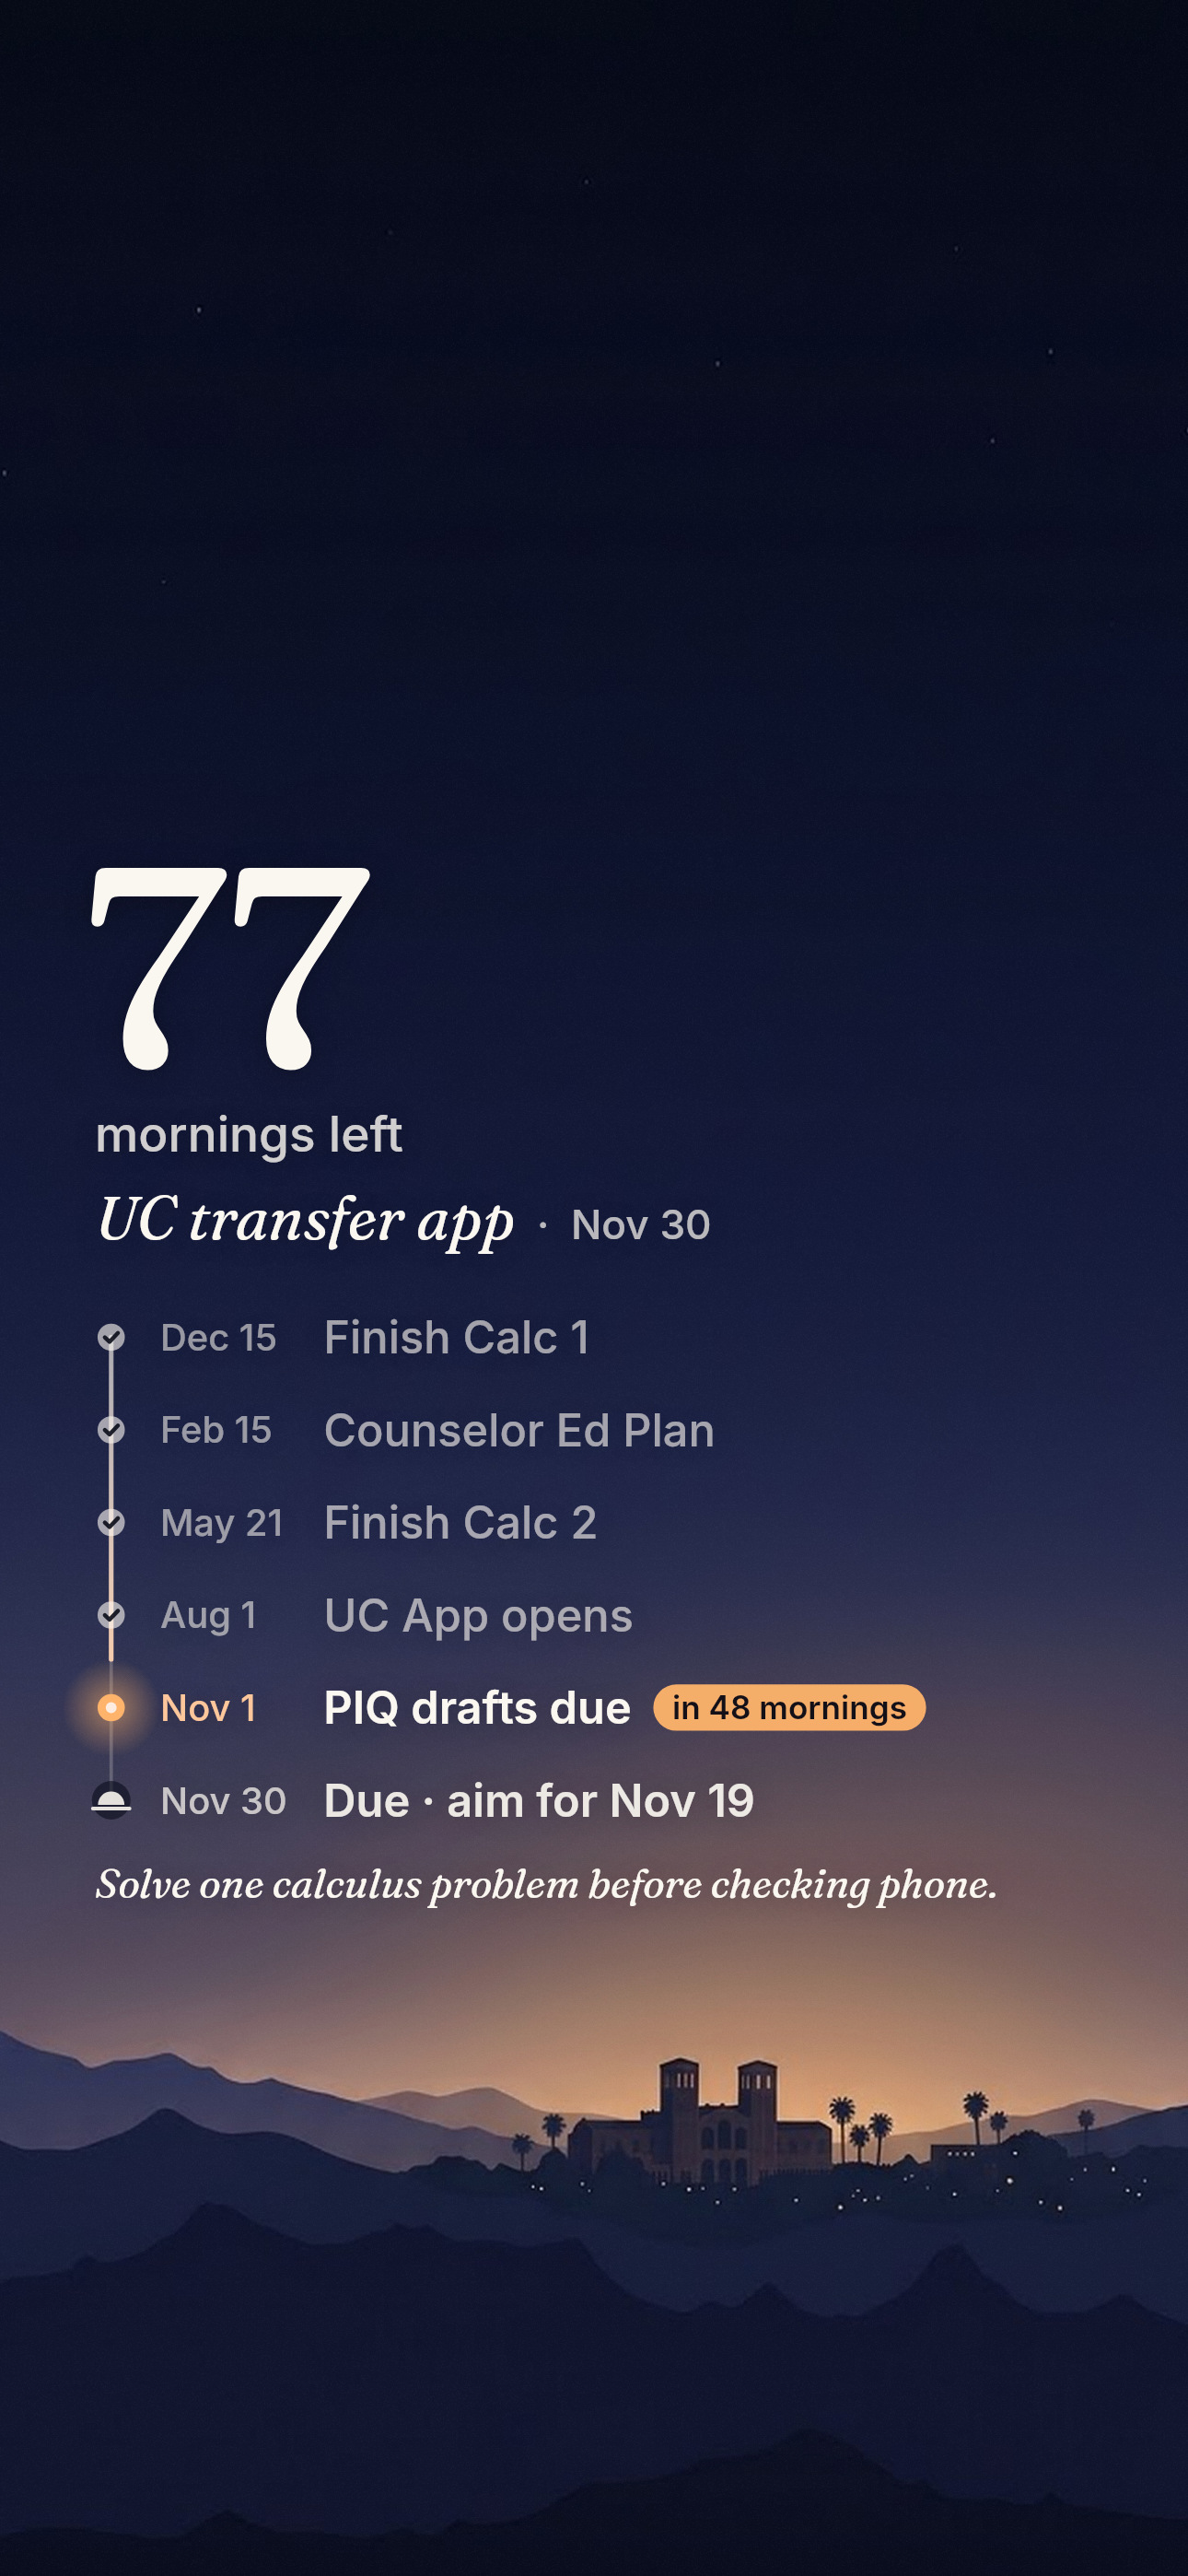 77
mornings left
UC transfer app · Nov 30
Dec 15 Finish Calc 1
Feb 15 Counselor Ed Plan
May 21 Finish Calc 2
Aug 1 UC App opens
Nov 1 PIQ drafts due in 48 mornings
Nov 30 Due · aim for Nov 19
Solve one calculus problem before checking phone.